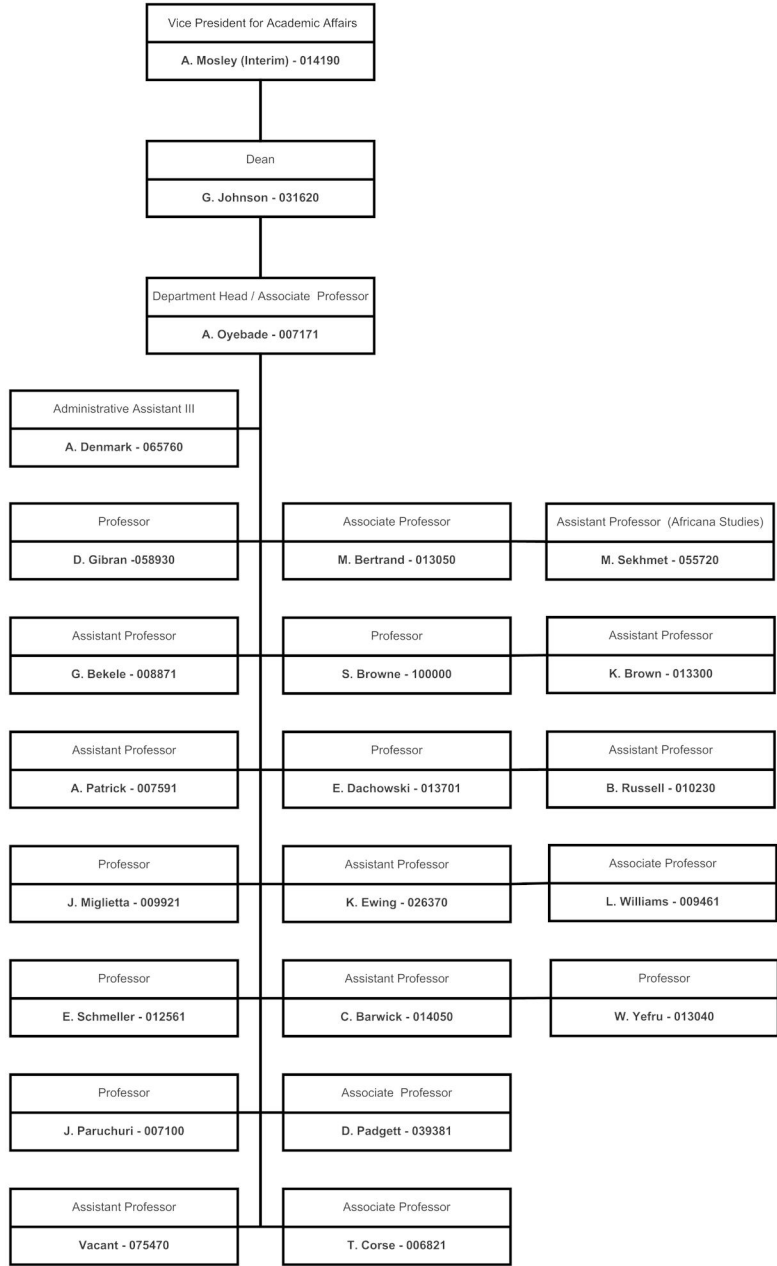 Vice President for Academic Affairs
A. Mosley (Interim) - 014190
Dean
G. Johnson - 031620
Department Head / Associate  Professor
A. Oyebade - 007171
Administrative Assistant III
A. Denmark - 065760
Professor
D. Gibran -058930
Associate Professor
M. Bertrand - 013050
Assistant Professor  (Africana Studies)
M. Sekhmet - 055720
Assistant Professor
G. Bekele - 008871
Professor
S. Browne - 100000
Assistant Professor
K. Brown - 013300
Assistant Professor
A. Patrick - 007591
Professor
E. Dachowski - 013701
Assistant Professor
B. Russell - 010230
Professor
J. Miglietta - 009921
Assistant Professor
K. Ewing - 026370
Associate Professor
L. Williams - 009461
Professor
E. Schmeller - 012561
Assistant Professor
C. Barwick - 014050
Professor
W. Yefru - 013040
Professor
J. Paruchuri - 007100
Associate  Professor
D. Padgett - 039381
Assistant Professor
Vacant - 075470
Associate Professor
T. Corse - 006821